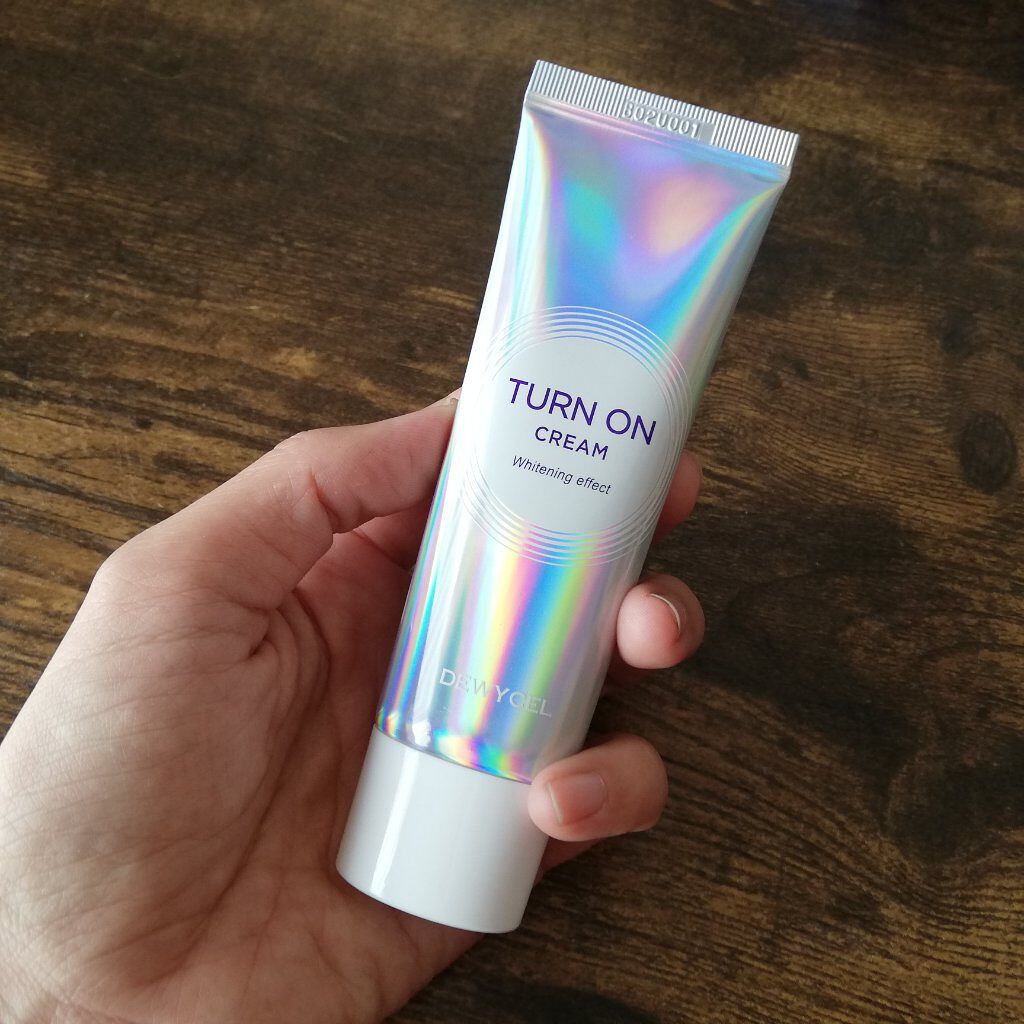 TURN ON
CREAM
Whitening effect
DEWYCEL